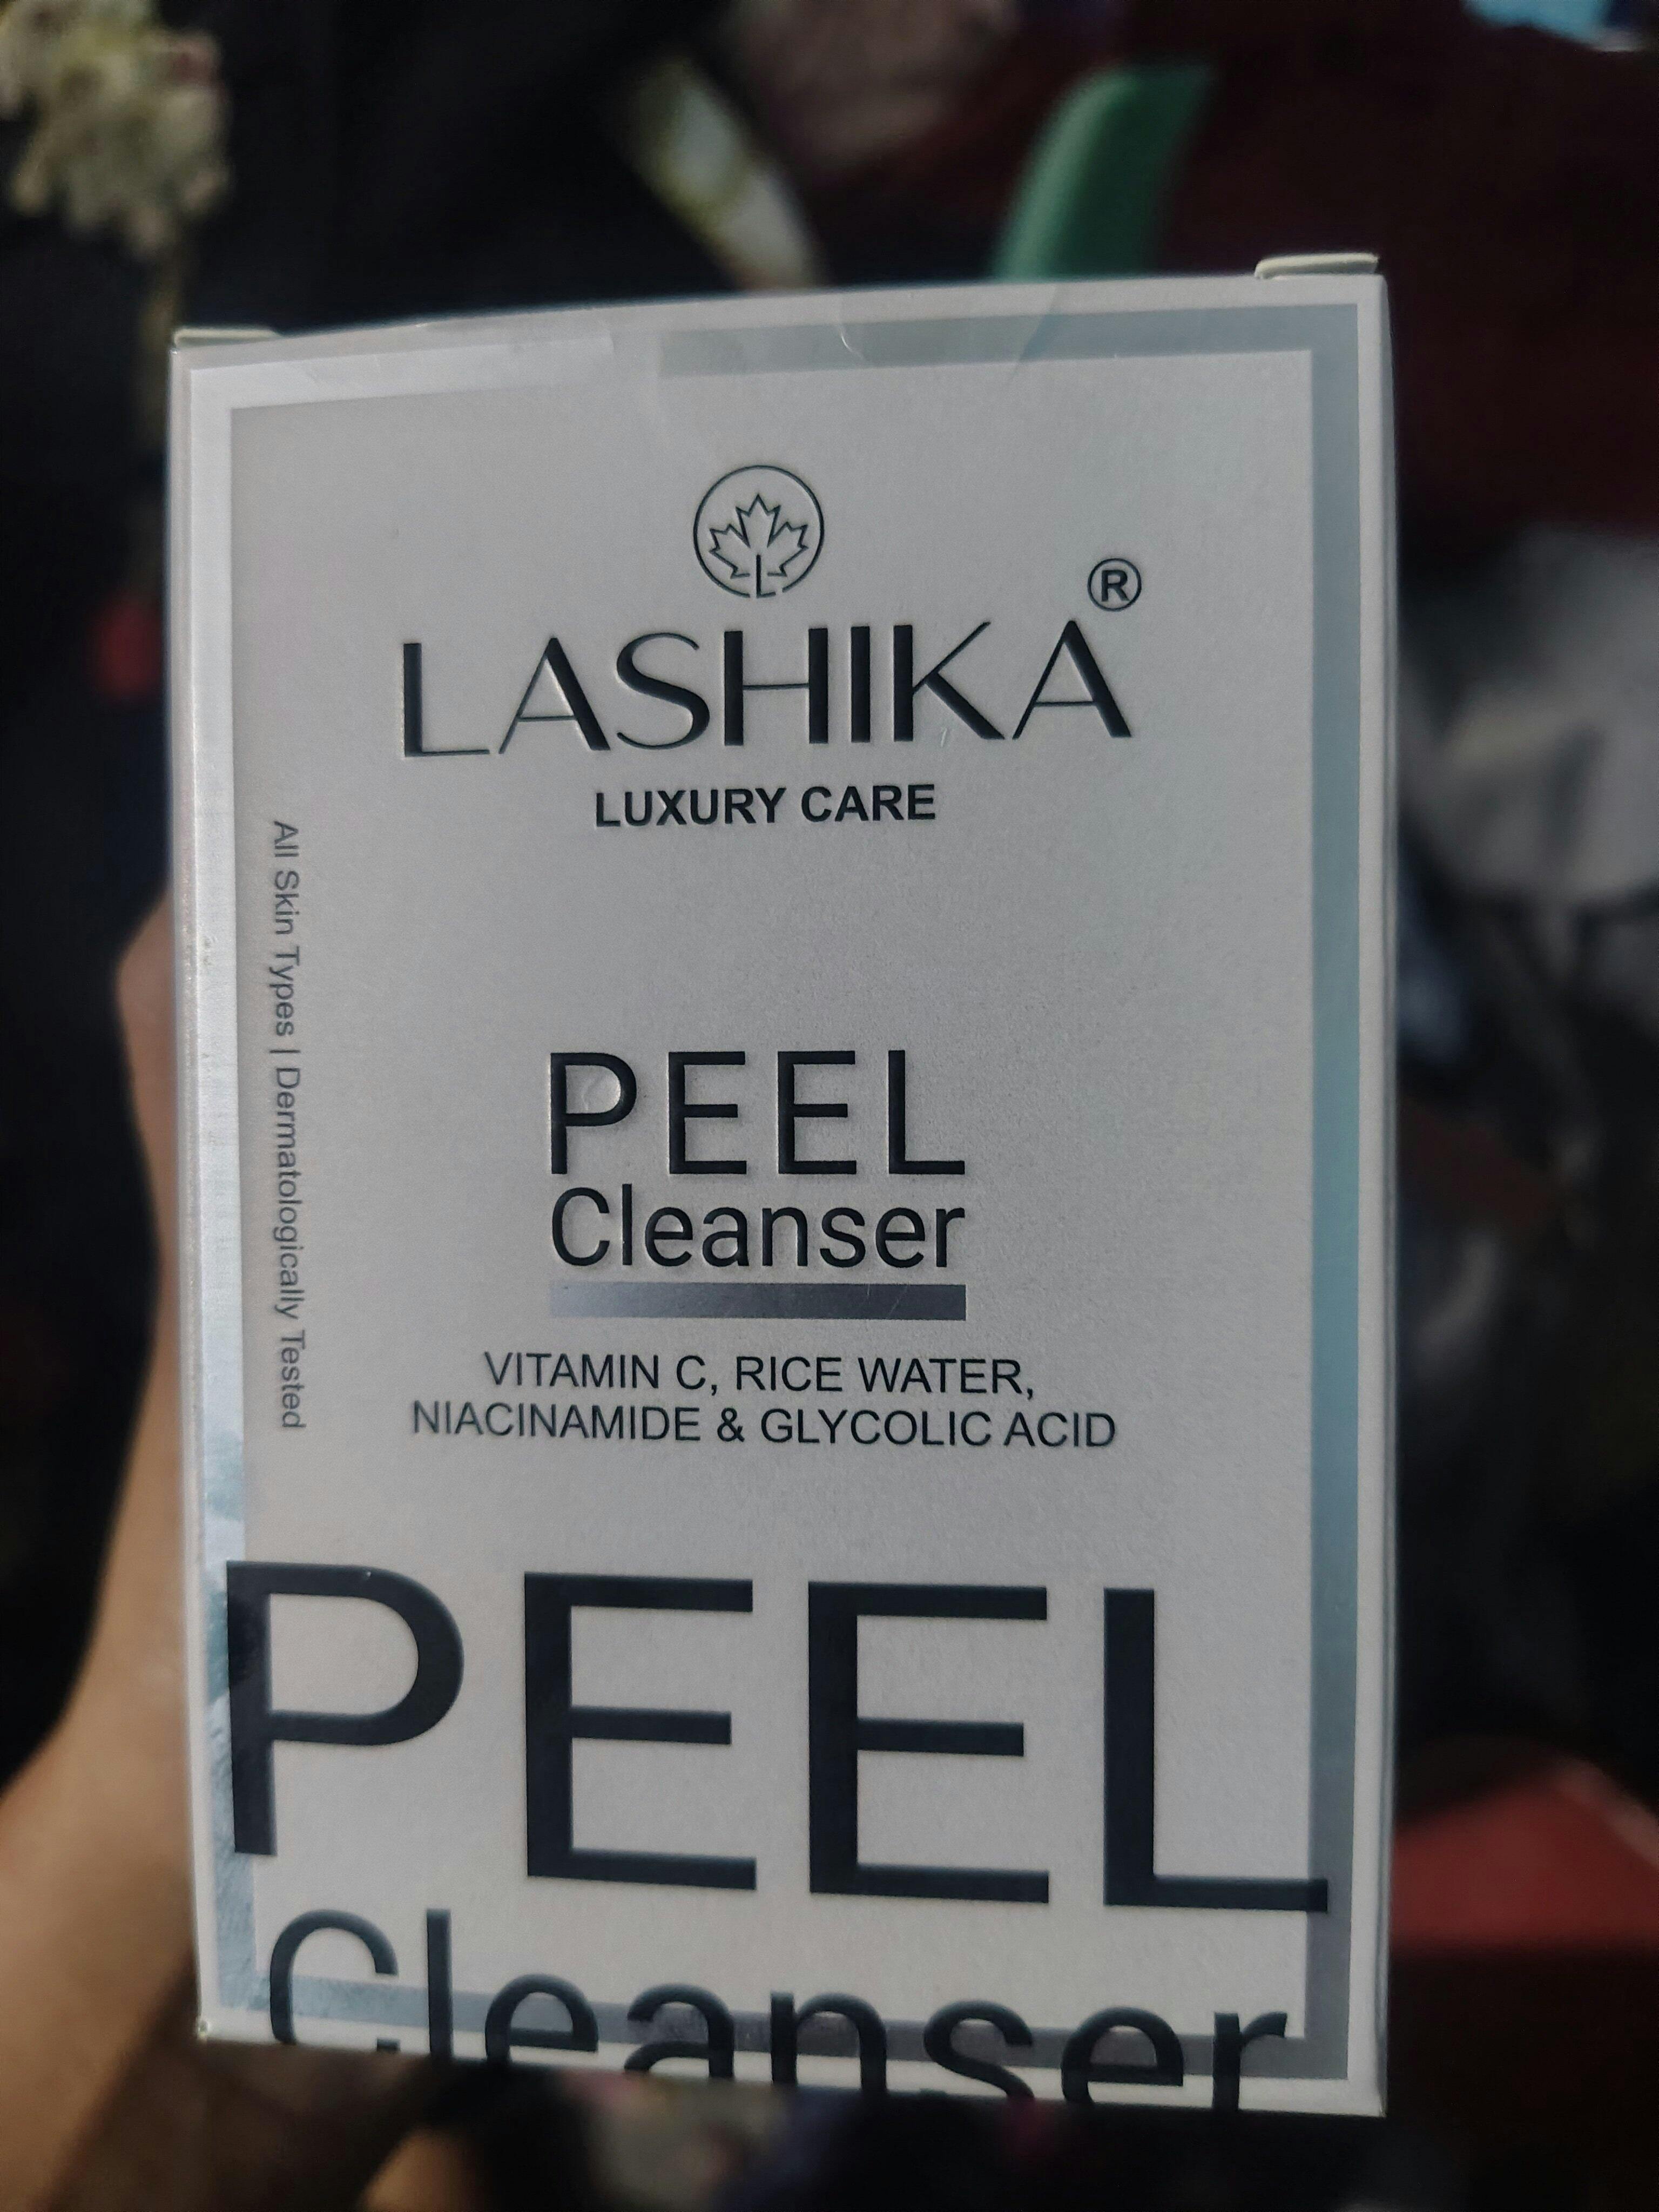 LASHIKA®
LUXURY CARE
All Skin Types | Dermatologically Tested
PEEL
Cleanser
VITAMIN C, RICE WATER,
NIACINAMIDE & GLYCOLIC ACID
PEEL
Cleanser